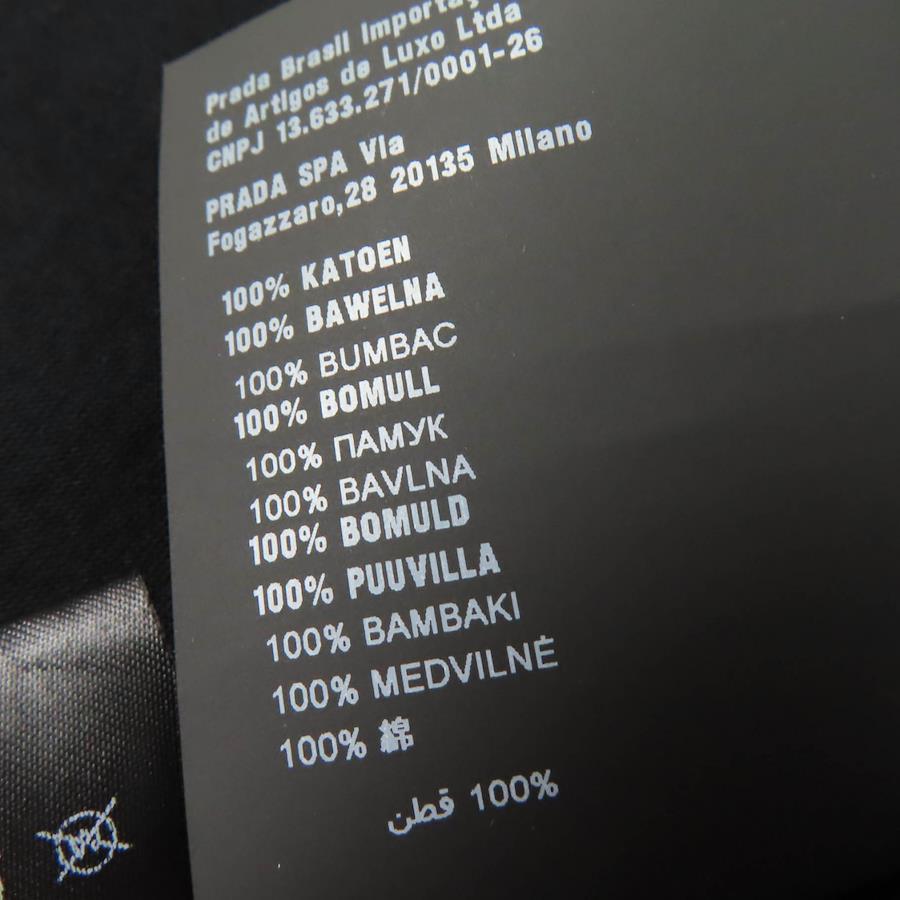 Prada Brasil Importaç
de Artigos de Luxo Ltda
CNPJ 13.633.271/0001-26
PRADA SPA Via
Fogazzaro,28 20135 Milano
100% KATOEN
100% BAWELNA
100% BUMBAC
100% BOMULL
100% ПАМУК
100% BAVLNA
100% BOMULD
100% PUUVILLA
100% BAMBAKI
100% MEDVILNĖ
100% 綿
100% قطن